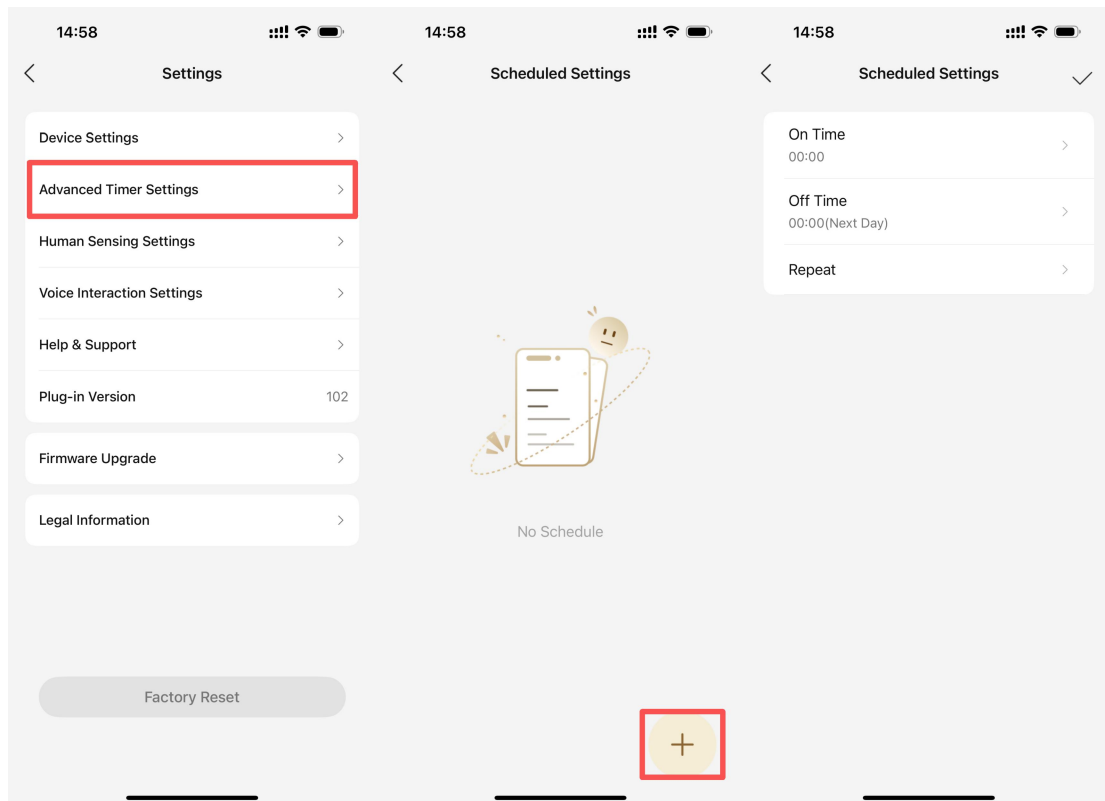 14:58
Settings
Device Settings
Advanced Timer Settings
Human Sensing Settings
Voice Interaction Settings
Help & Support
Plug-in Version 102
Firmware Upgrade
Legal Information
Factory Reset
14:58
Scheduled Settings
No Schedule
14:58
Scheduled Settings
On Time
00:00
Off Time
00:00(Next Day)
Repeat